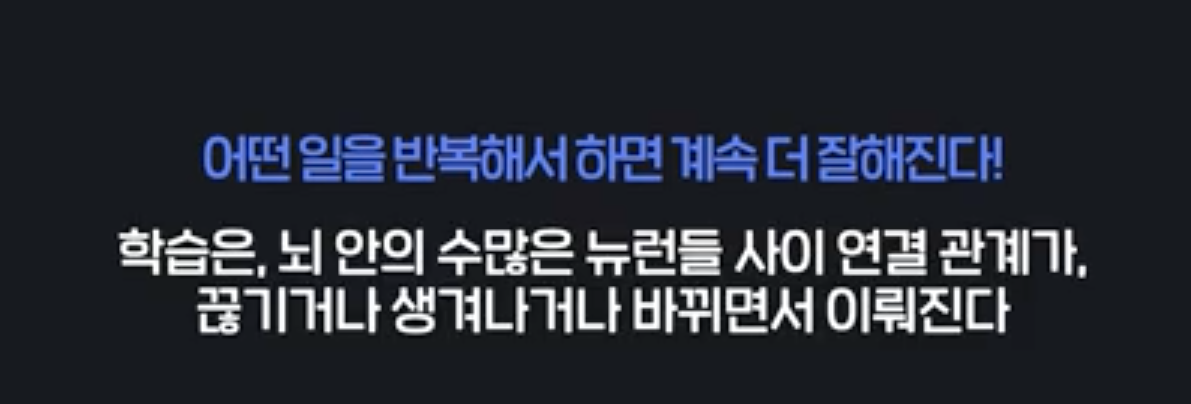 어떤 일을 반복해서 하면 계속 더 잘해진다!
학습은, 뇌 안의 수많은 뉴런들 사이 연결 관계가,
끊기거나 생겨나거나 바뀌면서 이뤄진다